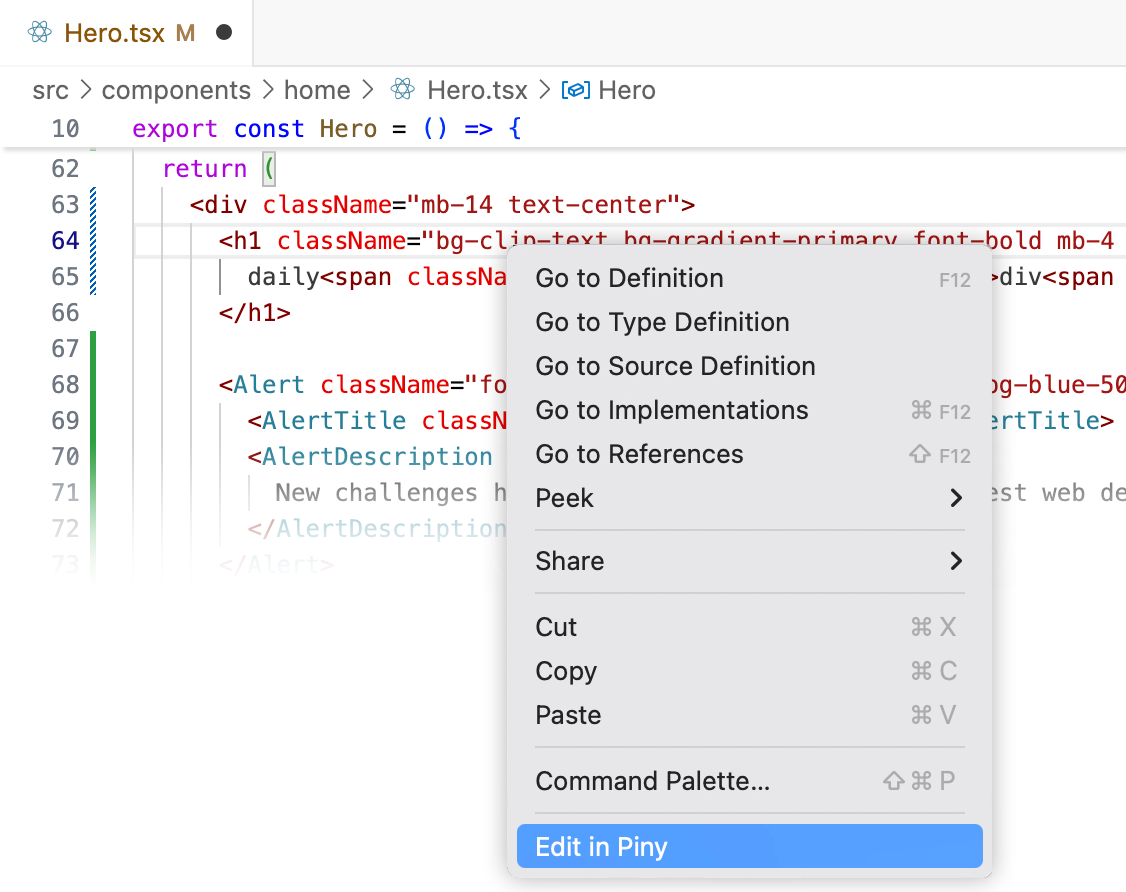 Hero.tsx M
src > components > home > Hero.tsx > Hero
10 export const Hero = () => {
62 return (
63 <div className="mb-14 text-center">
64 <h1 className="bg-clip-text bg-gradient-primary font-bold mb-4
65 daily<span classNa >div<span
66 </h1>
67
68 <Alert className="fo bg-blue-50
69 <AlertTitle classN ertTitle>
70 <AlertDescription
71 New challenges h est web de
72 </AlertDescription
73 </Alert>
Go to Definition F12
Go to Type Definition
Go to Source Definition
Go to Implementations ⌘ F12
Go to References ⇧ F12
Peek >
Share >
Cut ⌘ X
Copy ⌘ C
Paste ⌘ V
Command Palette... ⇧ ⌘ P
Edit in Piny